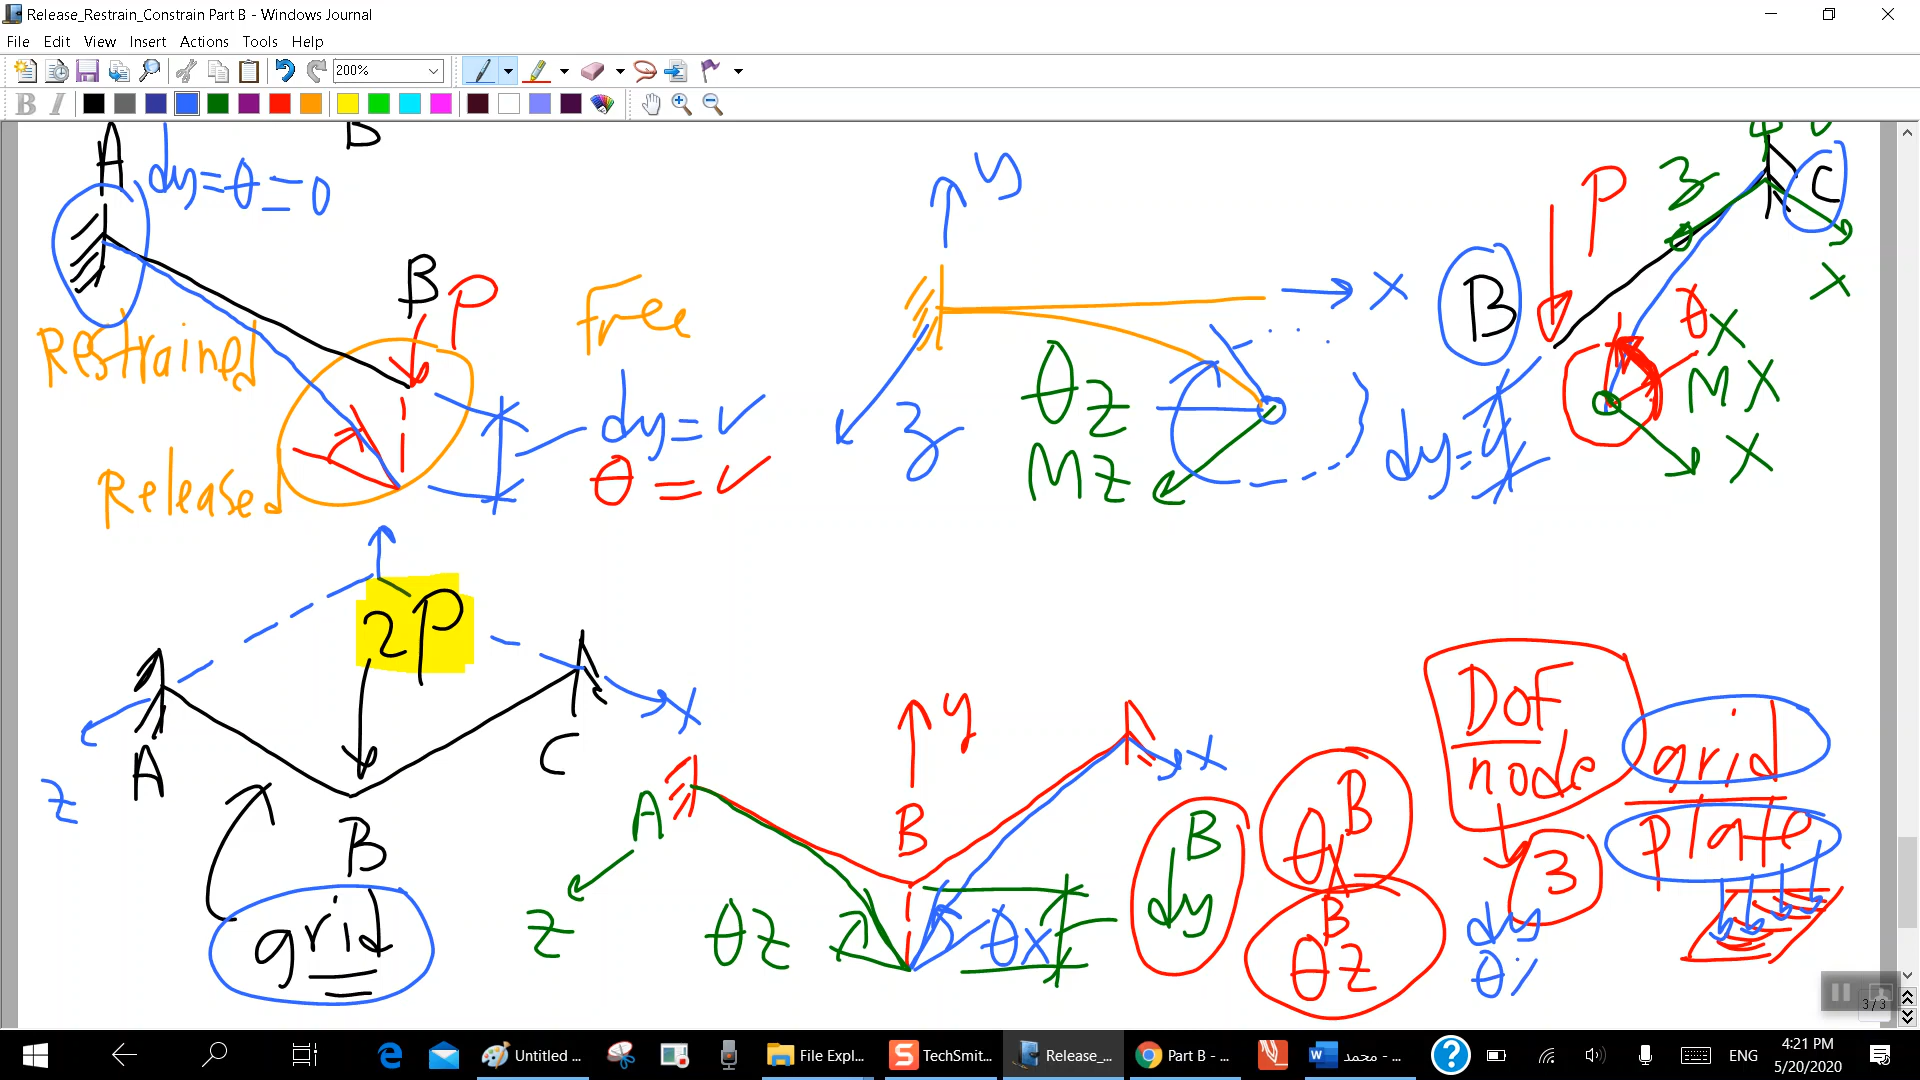 Release_Restrain_Constrain Part B - Windows Journal
File Edit View Insert Actions Tools Help
200%
B I
A
dy=θ=0
B
P
Restrained
Released
Free
dy=✓
θ=✓
y
x
z
θz
Mz
B
P
z
C
x
θx
Mx
x
dy=
2P
A
B
C
x
z
grid
A
z
θz
y
B
x
θx
B
dy
B
θx
B
θz
DoF
node
3
dy
θ
grid
plate
3 / 3
Untitled ...
File Expl...
TechSmit...
Release_...
Part B - ...
محمد - ...
ENG
4:21 PM
5/20/2020